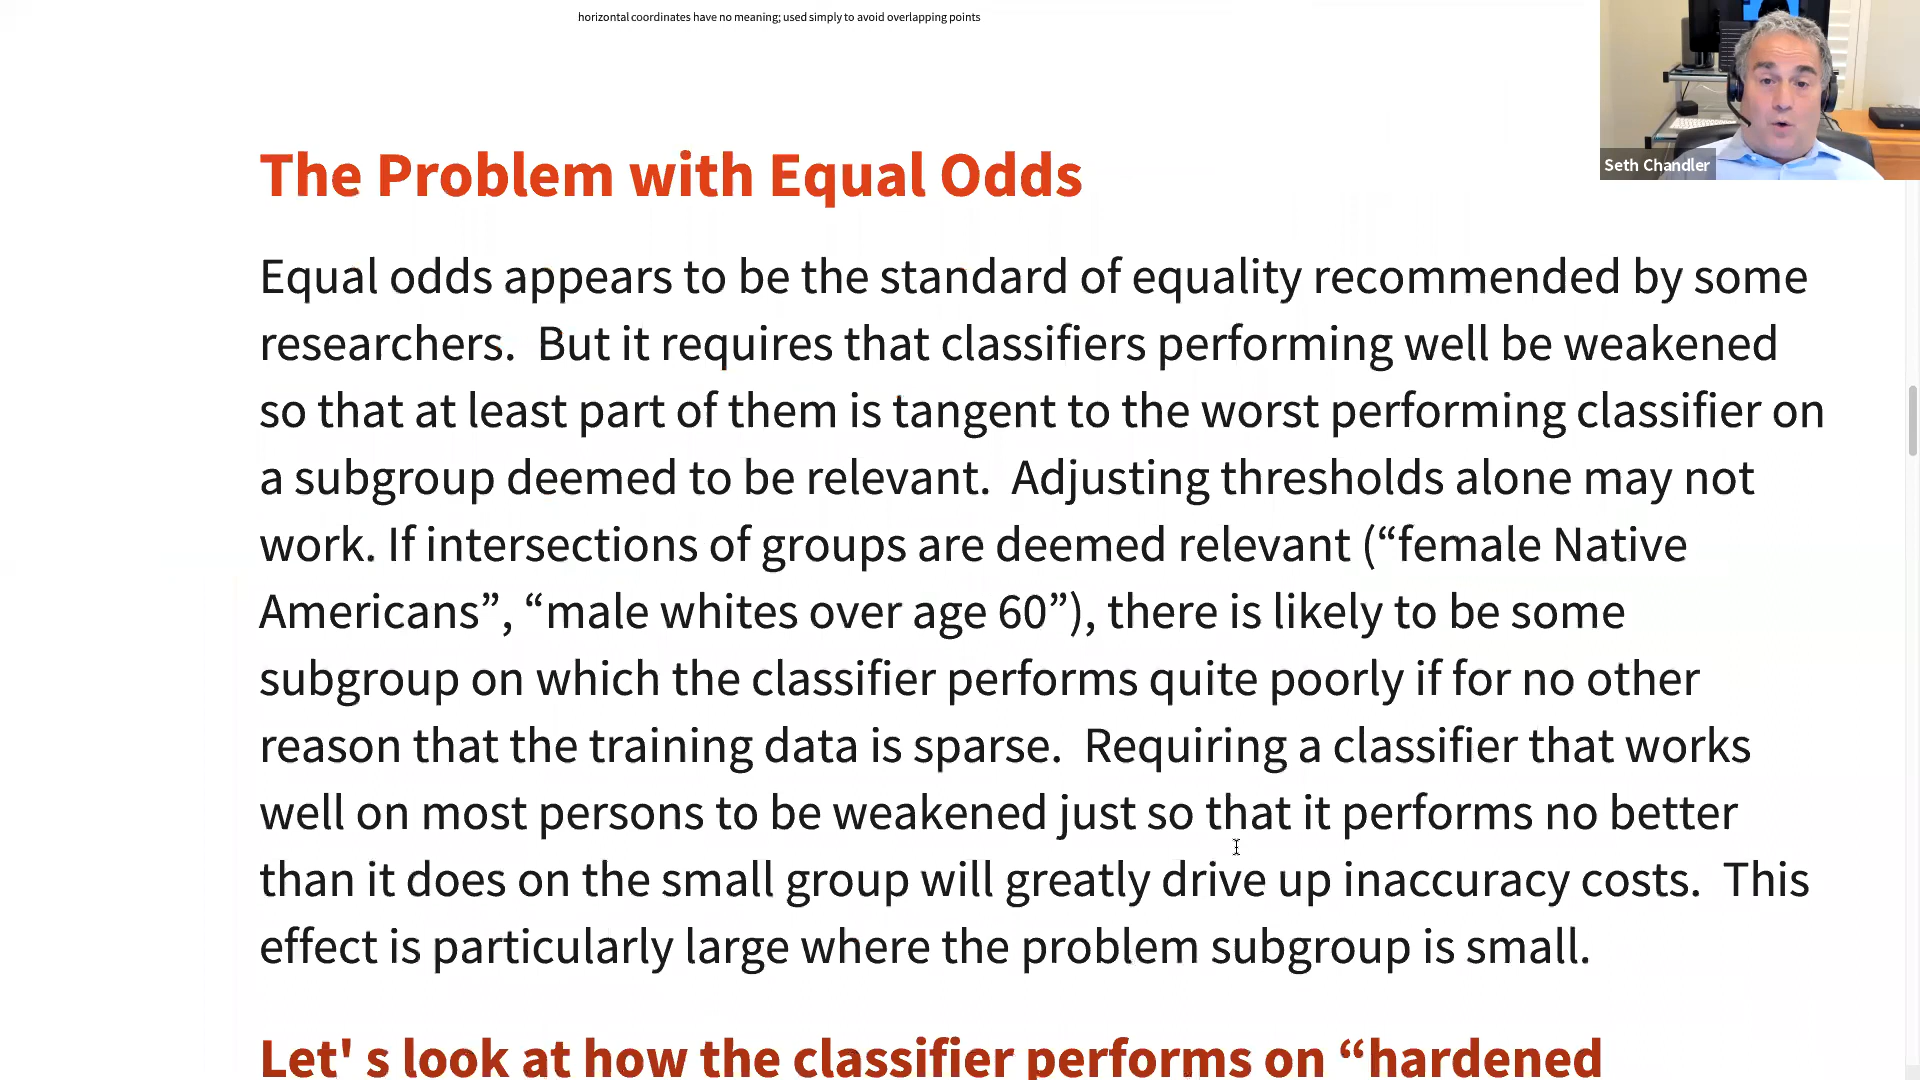 horizontal coordinates have no meaning; used simply to avoid overlapping points
Seth Chandler
The Problem with Equal Odds
Equal odds appears to be the standard of equality recommended by some
researchers.  But it requires that classifiers performing well be weakened
so that at least part of them is tangent to the worst performing classifier on
a subgroup deemed to be relevant.  Adjusting thresholds alone may not
work. If intersections of groups are deemed relevant (“female Native
Americans”, “male whites over age 60”), there is likely to be some
subgroup on which the classifier performs quite poorly if for no other
reason that the training data is sparse.  Requiring a classifier that works
well on most persons to be weakened just so that it performs no better
than it does on the small group will greatly drive up inaccuracy costs.  This
effect is particularly large where the problem subgroup is small.
Let' s look at how the classifier performs on “hardened